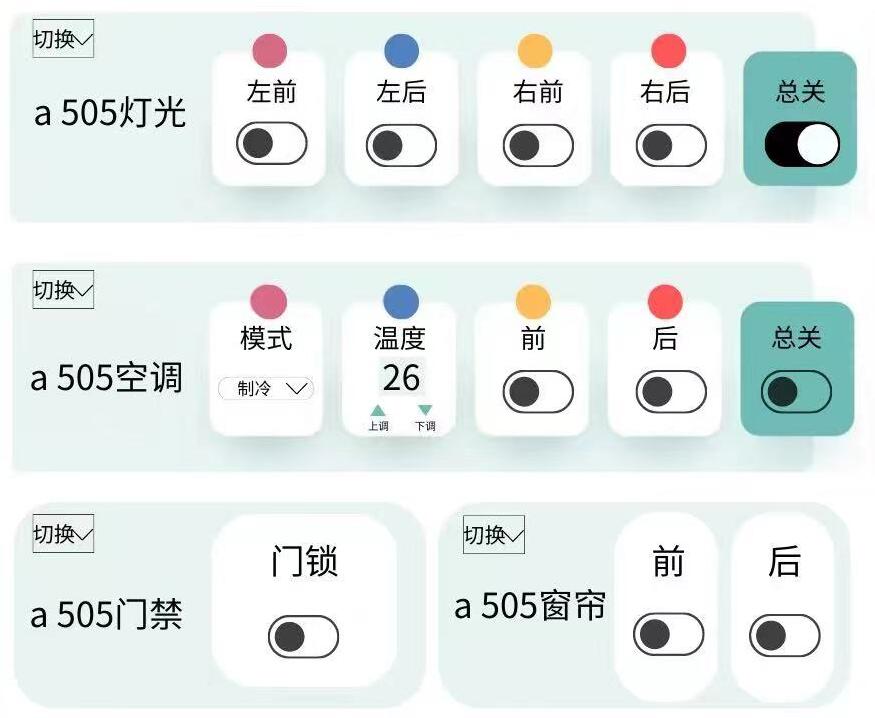 切换
a 505灯光
左前
左后
右前
右后
总关
切换
a 505空调
模式
制冷
温度
26
上调
下调
前
后
总关
切换
a 505门禁
门锁
切换
a 505窗帘
前
后